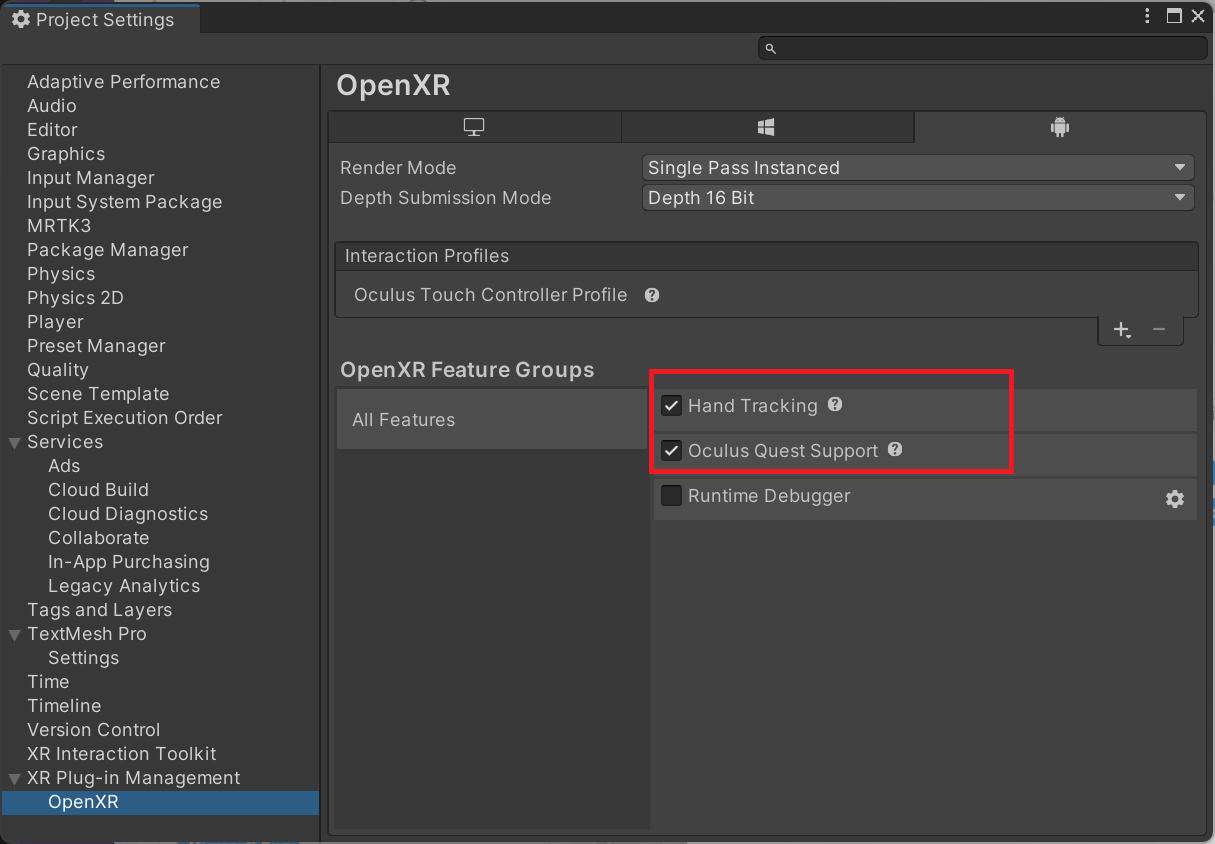 Project Settings
Adaptive Performance
Audio
Editor
Graphics
Input Manager
Input System Package
MRTK3
Package Manager
Physics
Physics 2D
Player
Preset Manager
Quality
Scene Template
Script Execution Order
Services
Ads
Cloud Build
Cloud Diagnostics
Collaborate
In-App Purchasing
Legacy Analytics
Tags and Layers
TextMesh Pro
Settings
Time
Timeline
Version Control
XR Interaction Toolkit
XR Plug-in Management
OpenXR
OpenXR
Render Mode Single Pass Instanced
Depth Submission Mode Depth 16 Bit
Interaction Profiles
Oculus Touch Controller Profile
OpenXR Feature Groups
All Features
Hand Tracking
Oculus Quest Support
Runtime Debugger